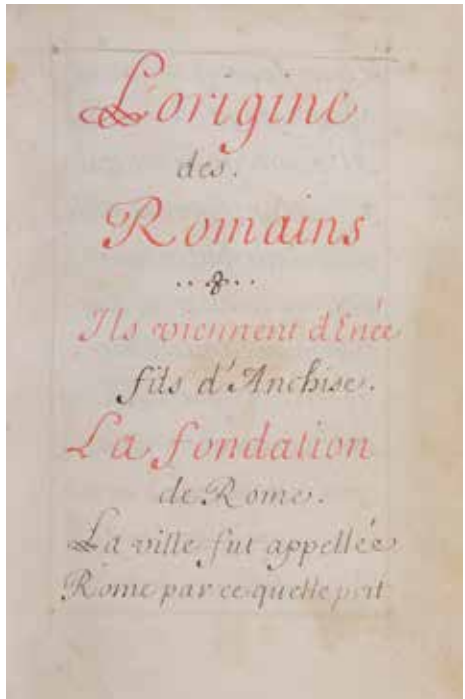 L'origine
des.
Romains
Ils viennent d'Enée
fils d'Anchise.
La fondation
de Rome.
La ville fut appellée
Rome par ce quelle prit